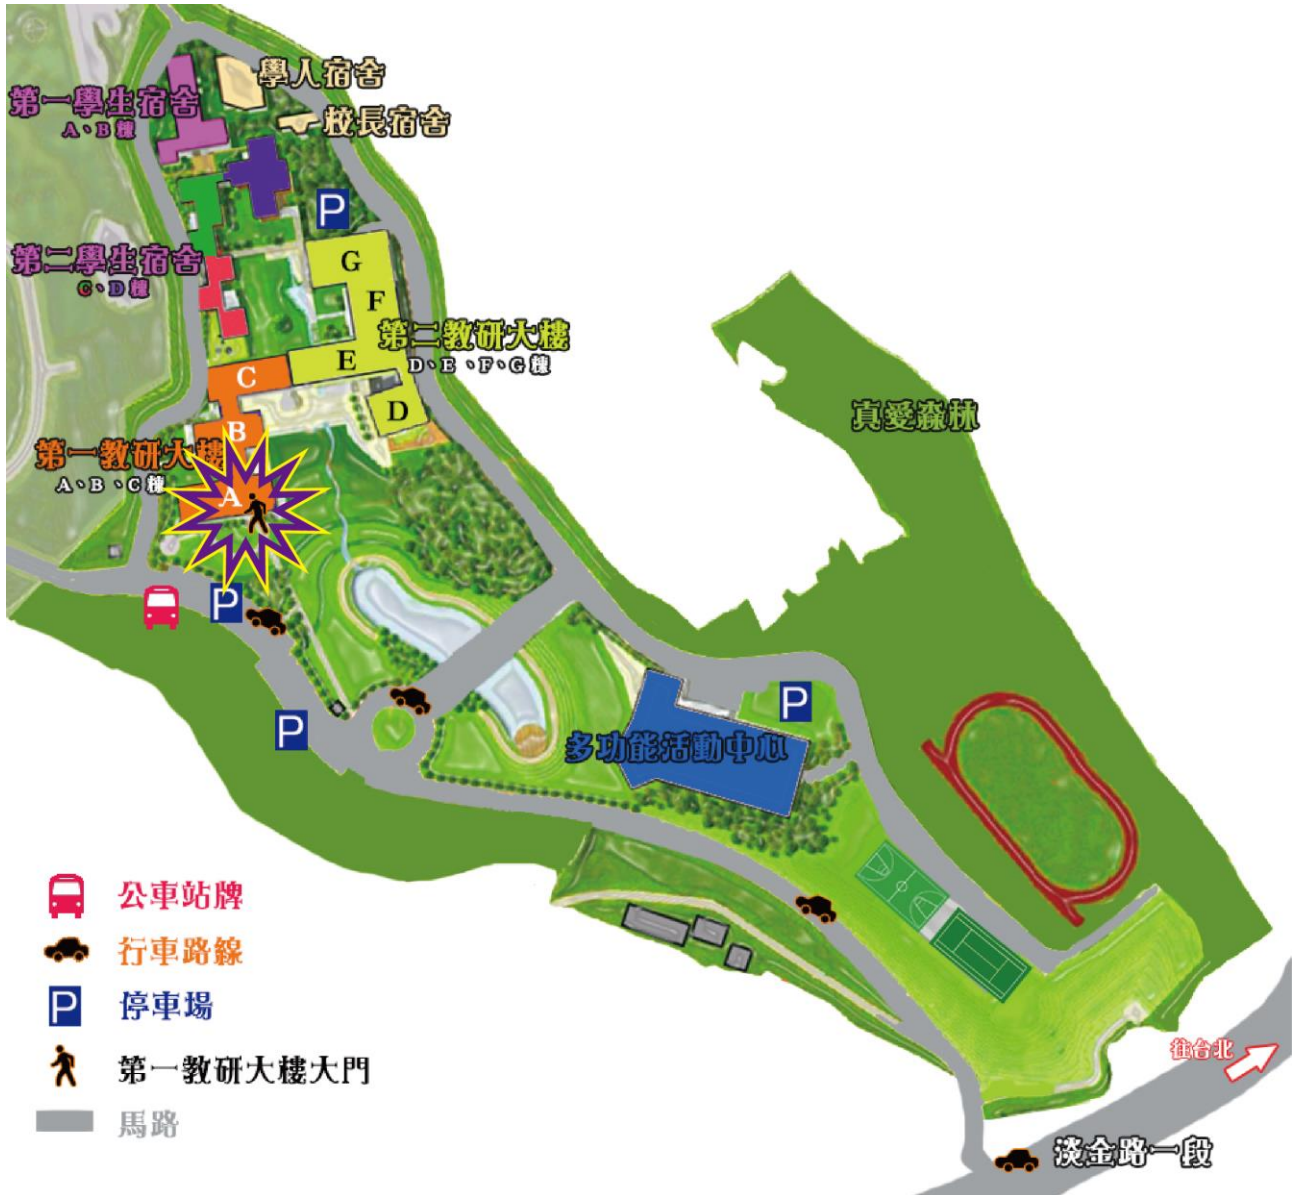 學人宿舍
第一學生宿舍
A、B棟
校長宿舍
P
第二學生宿舍
C、D棟
G
F
第二教研大樓
D、E、F、G棟
E
C
D
B
真愛森林
第一教研大樓
A、B、C棟
A
P
P
P
多功能活動中心
公車站牌
行車路線
P
停車場
第一教研大樓大門
馬路
往台北
淡金路一段